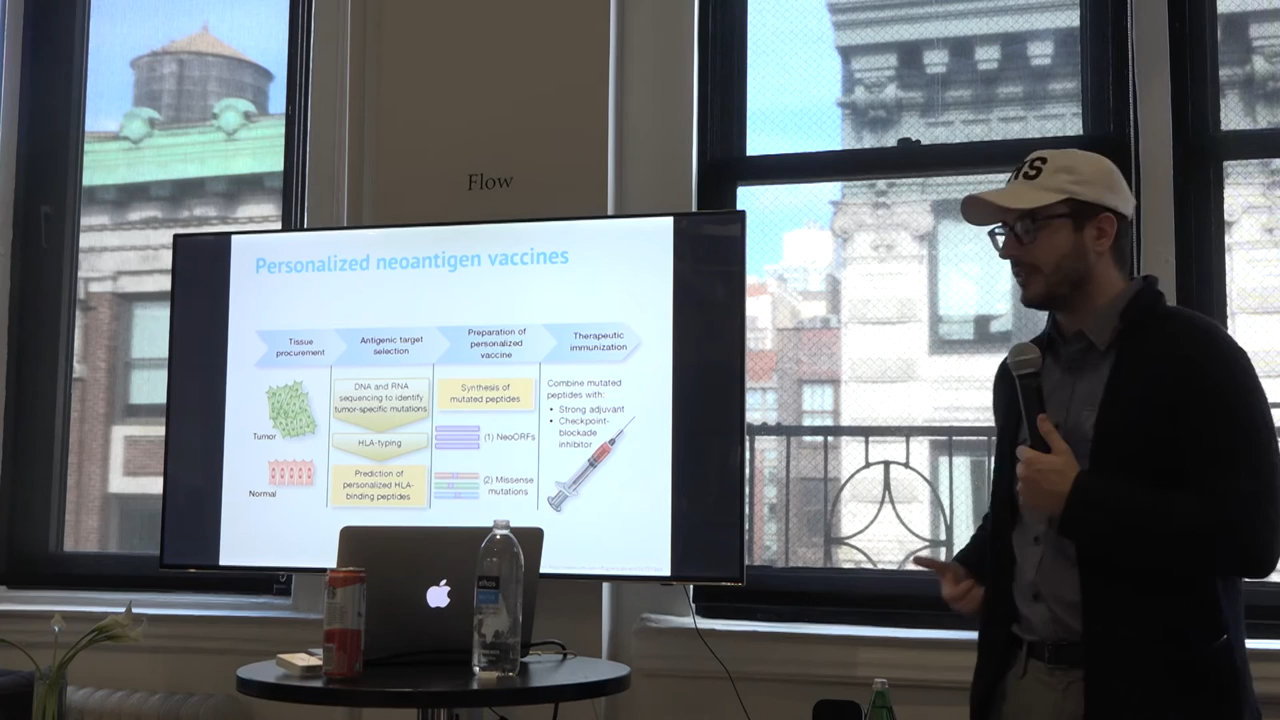 Flow
Personalized neoantigen vaccines
Tissue
procurement
Antigenic target
selection
Preparation of
personalized
vaccine
Therapeutic
immunization
Tumor
Normal
DNA and RNA
sequencing to identify
tumor-specific mutations
HLA-typing
Prediction of
personalized HLA-
binding peptides
Synthesis of
mutated peptides
(1) NeoORFs
(2) Missense
mutations
Combine mutated
peptides with:
• Strong adjuvant
• Checkpoint-
blockade
inhibitor
ethos